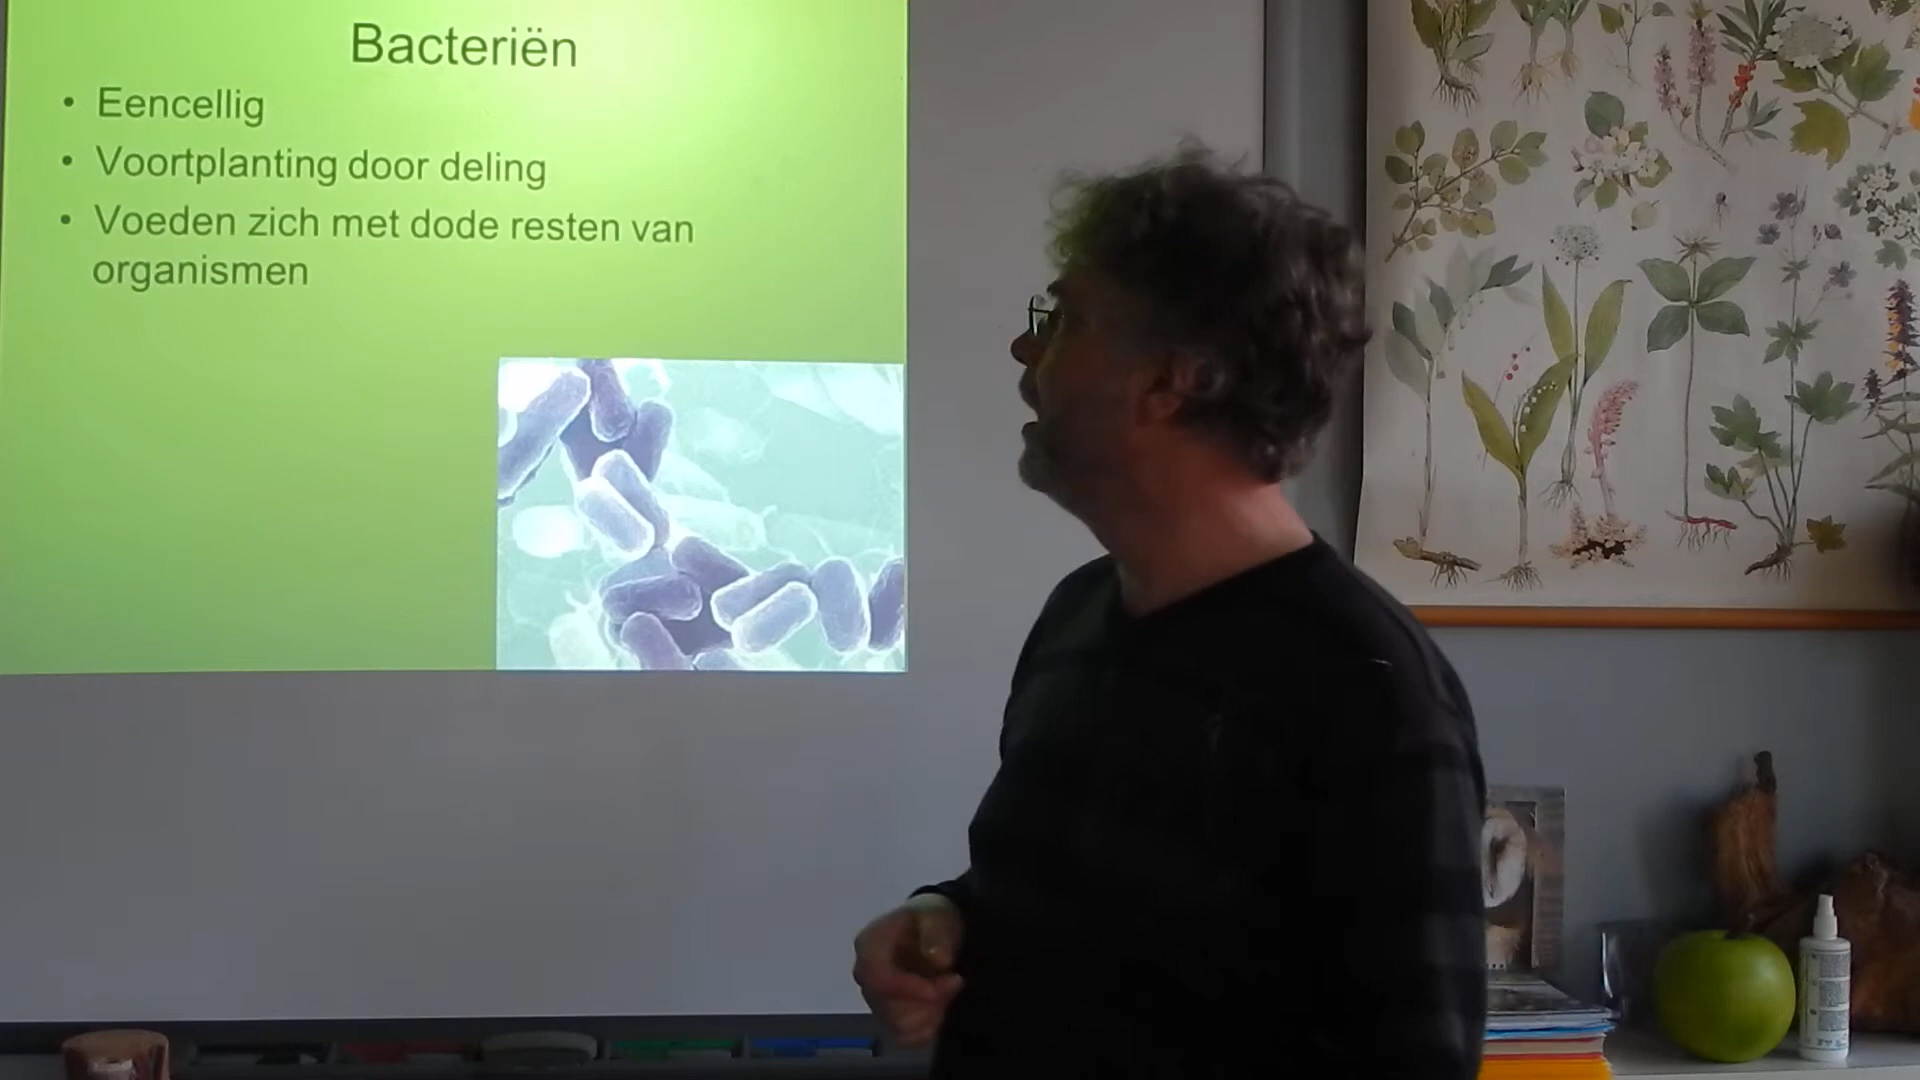 Bacteriën
• Eencellig
• Voortplanting door deling
• Voeden zich met dode resten van
organismen